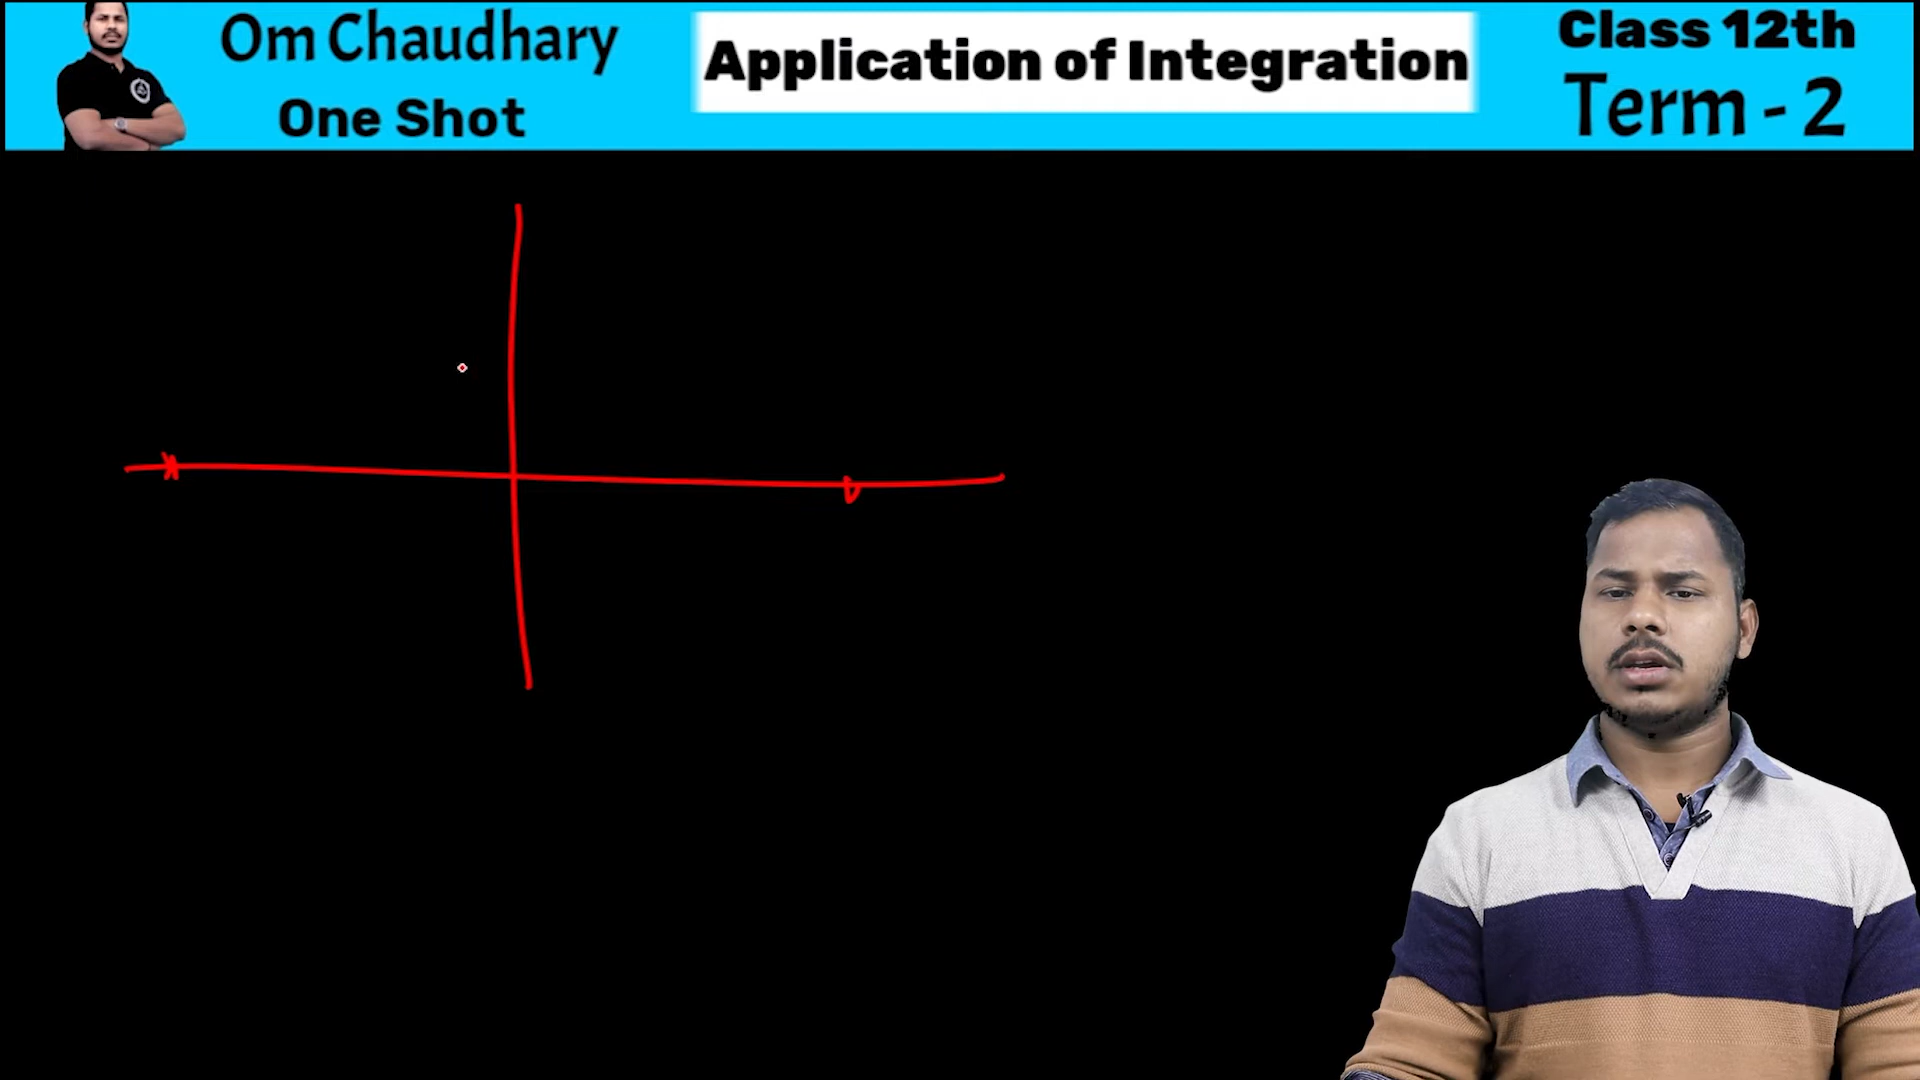 Om Chaudhary
One Shot
Application of Integration
Class 12th
Term - 2